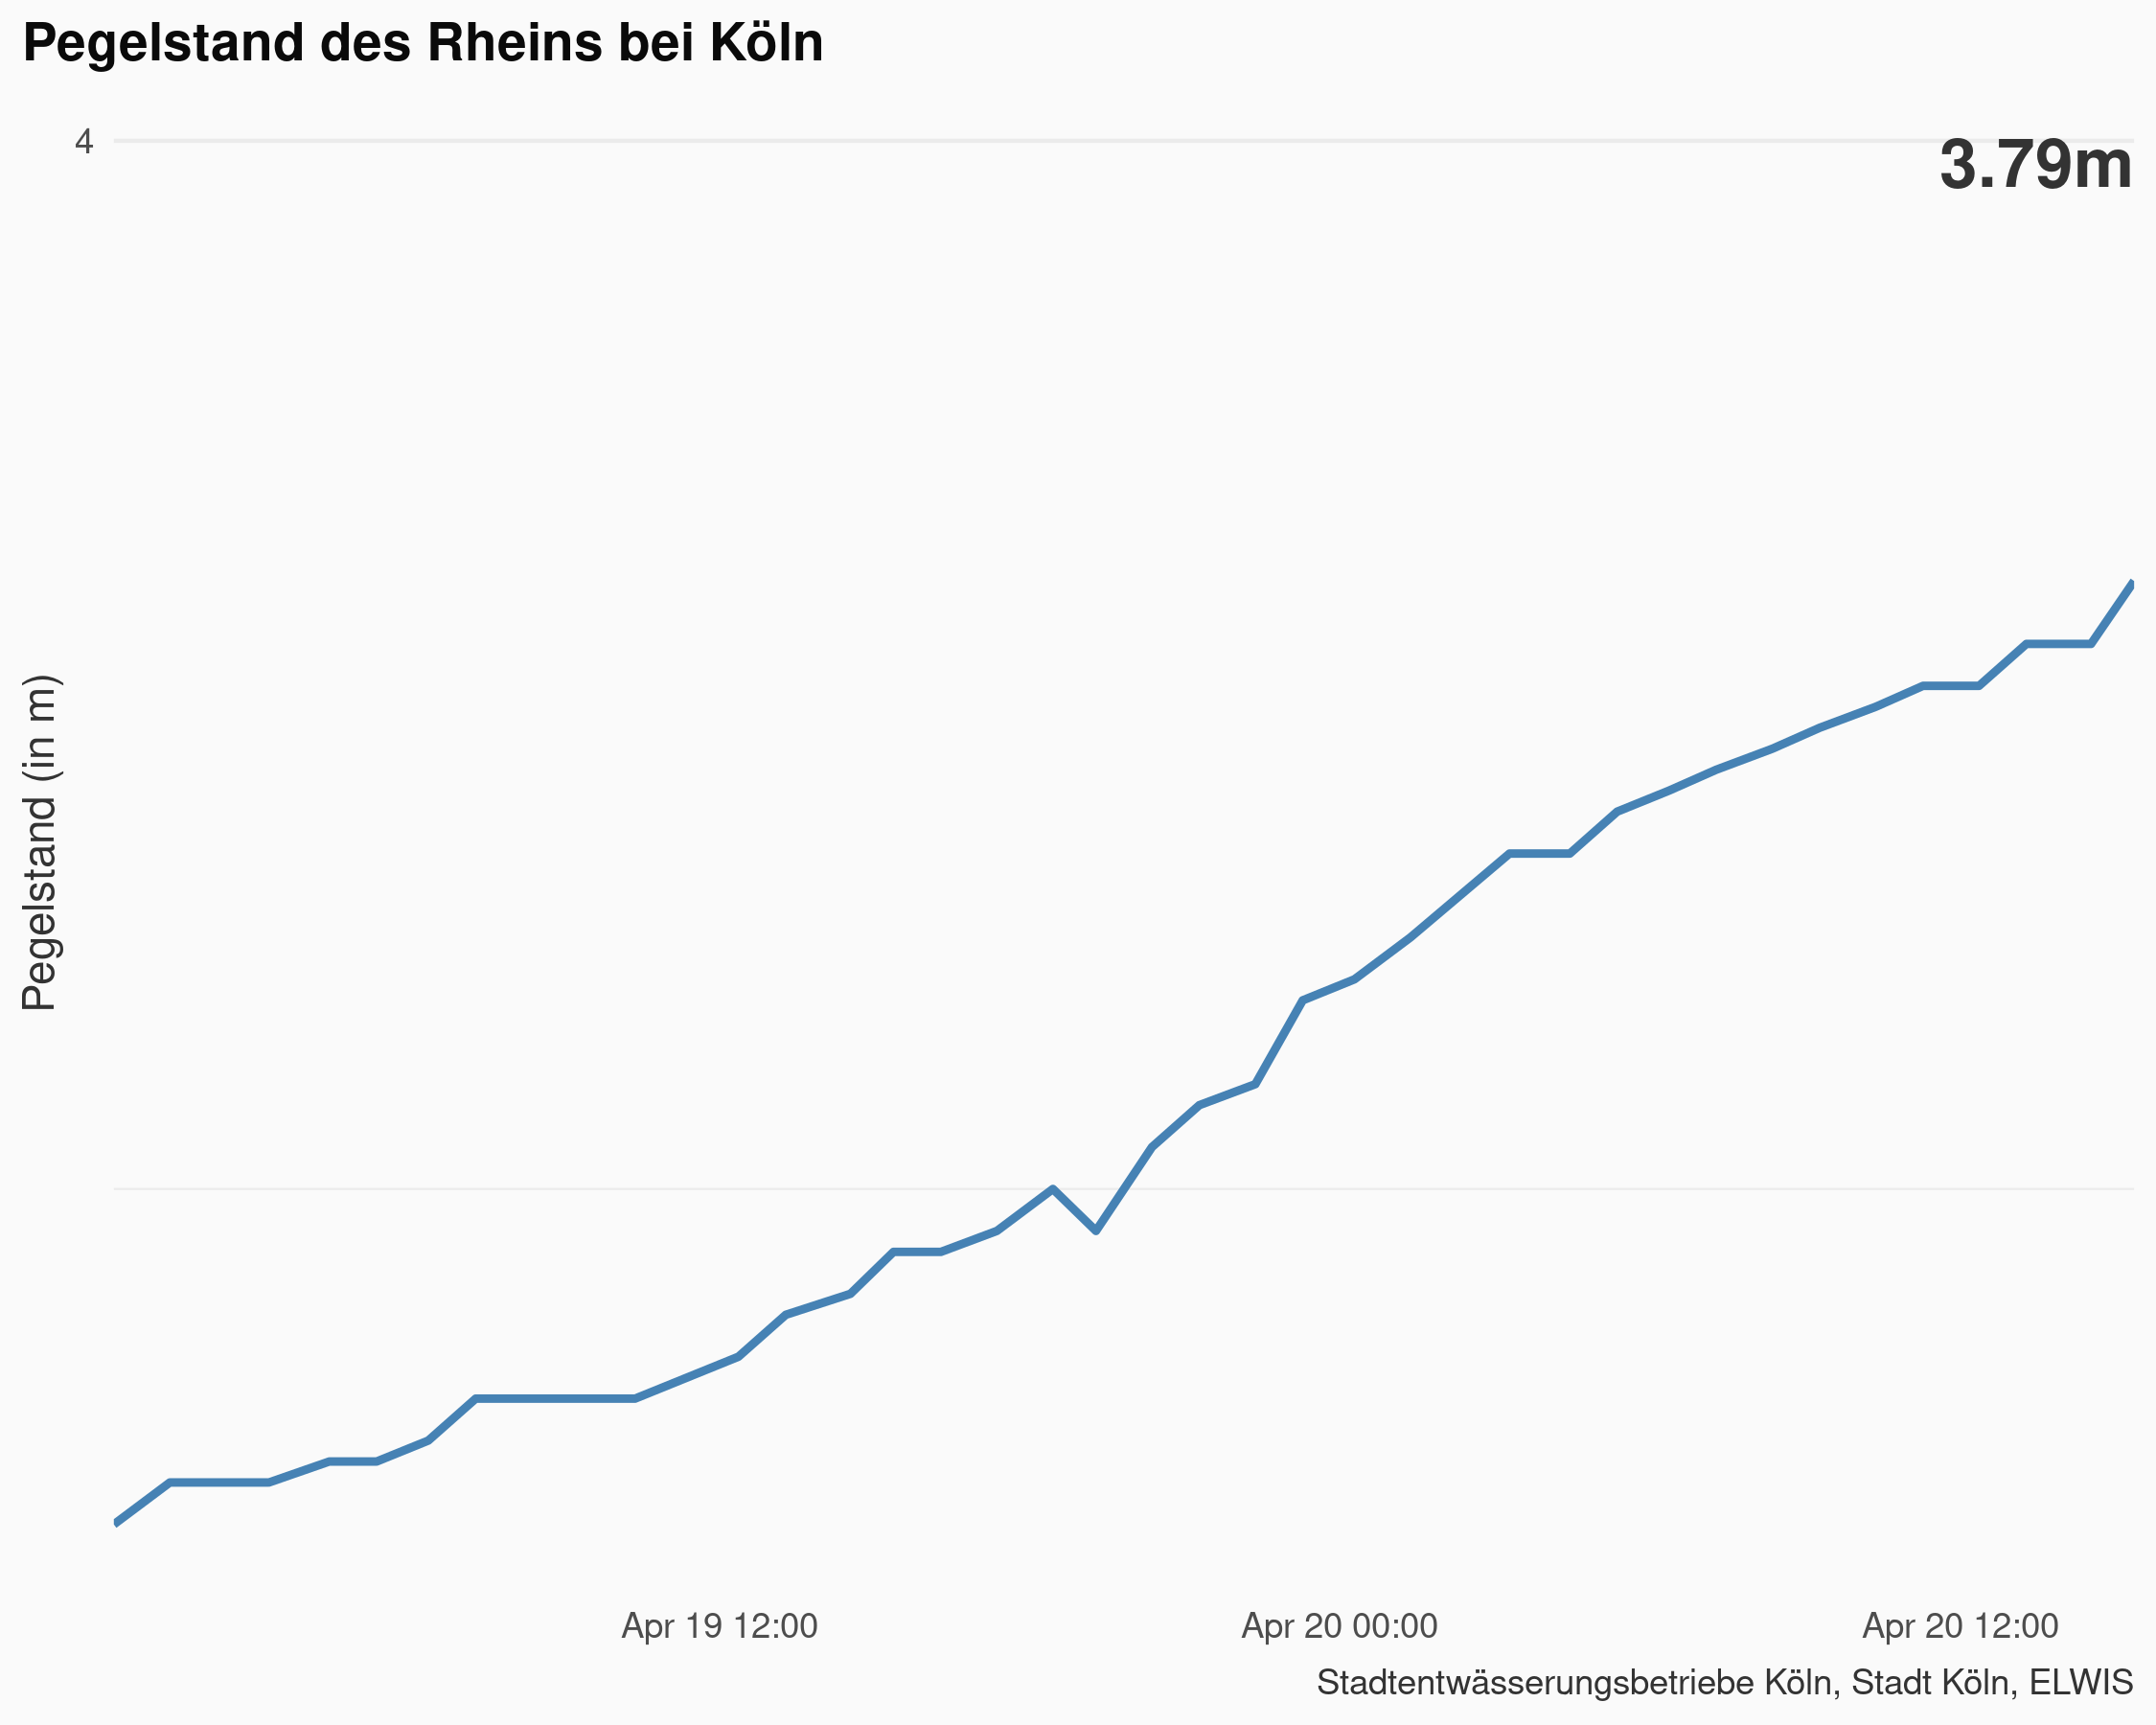 Pegelstand des Rheins bei Köln
4
3.79m
Pegelstand (in m)
Apr 19 12:00
Apr 20 00:00
Apr 20 12:00
Stadtentwässerungsbetriebe Köln, Stadt Köln, ELWIS